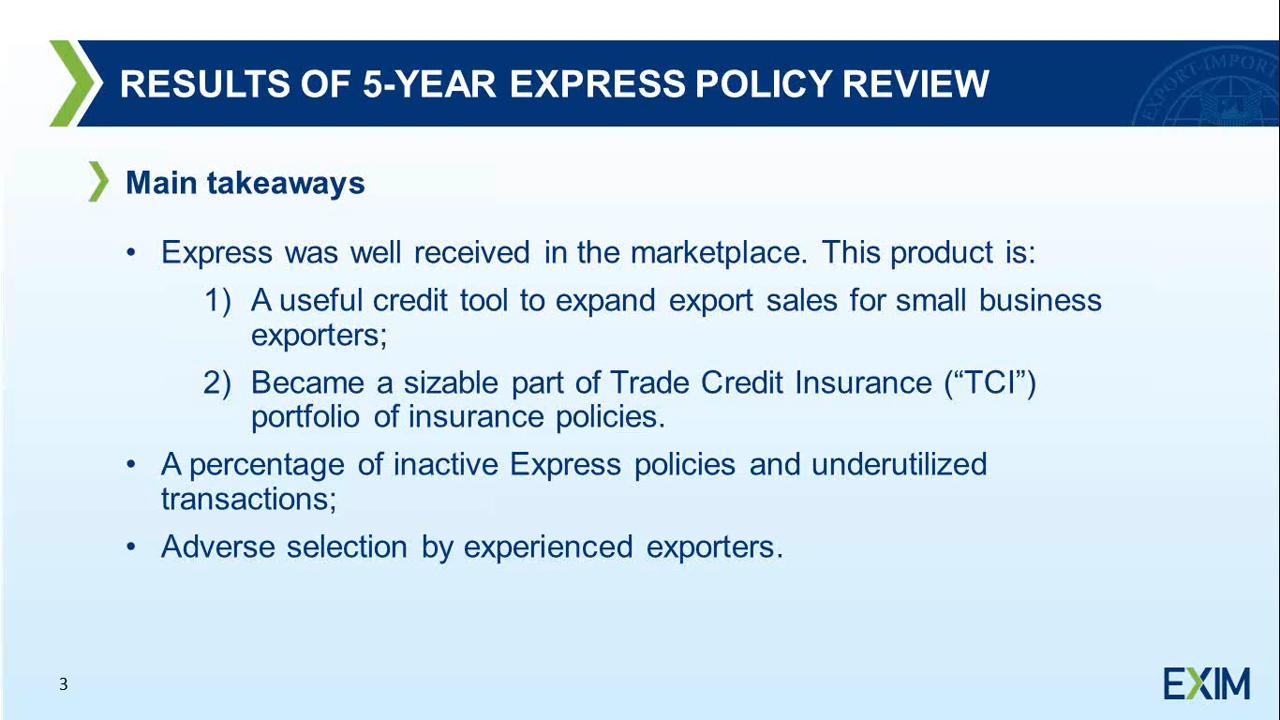 RESULTS OF 5-YEAR EXPRESS POLICY REVIEW
EXPORT-IMPORT
Main takeaways
• Express was well received in the marketplace. This product is:
1) A useful credit tool to expand export sales for small business
exporters;
2) Became a sizable part of Trade Credit Insurance (“TCI”)
portfolio of insurance policies.
• A percentage of inactive Express policies and underutilized
transactions;
• Adverse selection by experienced exporters.
3
EXIM